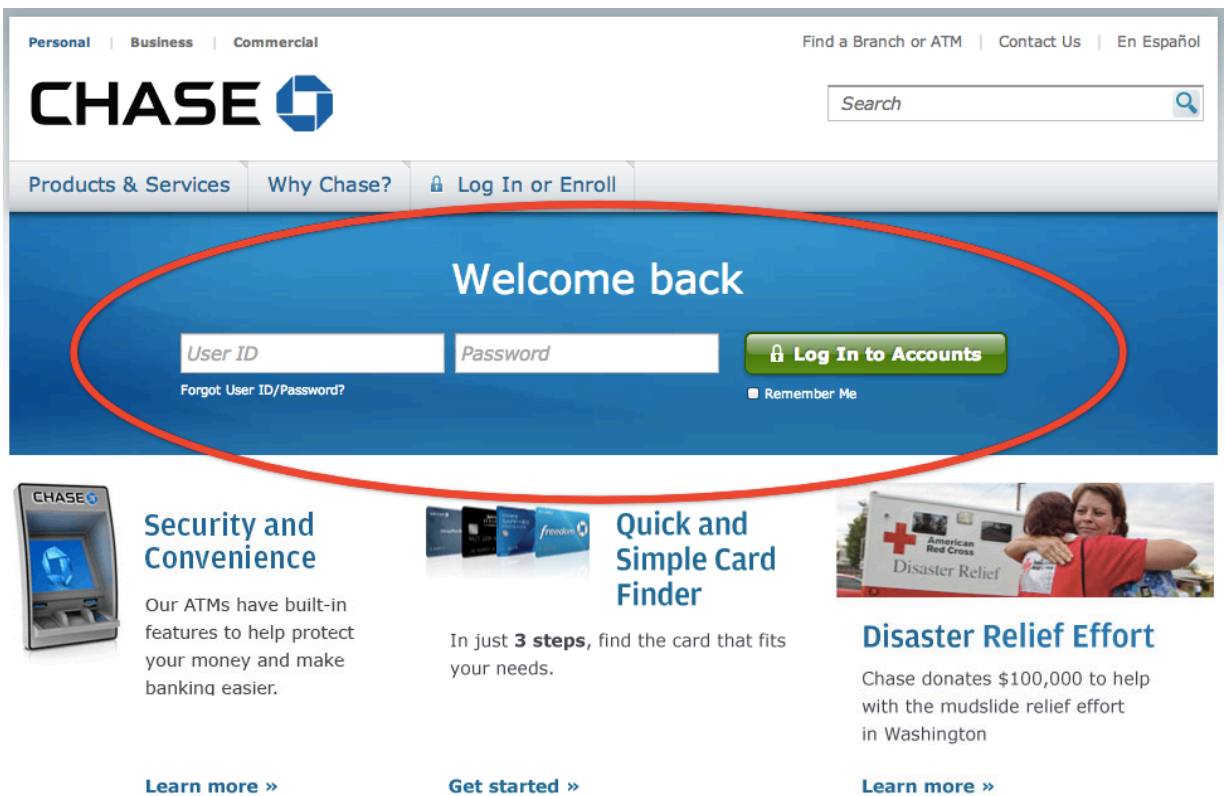 Personal | Business | Commercial
Find a Branch or ATM | Contact Us | En Español
CHASE
Search
Products & Services
Why Chase?
Log In or Enroll
Welcome back
User ID
Password
Log In to Accounts
Forgot User ID/Password?
Remember Me
CHASE
Security and
Convenience
Our ATMs have built-in
features to help protect
your money and make
banking easier.
Learn more »
freedom
Quick and
Simple Card
Finder
In just 3 steps, find the card that fits
your needs.
Get started »
American
Red Cross
Disaster Relief
Disaster Relief Effort
Chase donates $100,000 to help
with the mudslide relief effort
in Washington
Learn more »